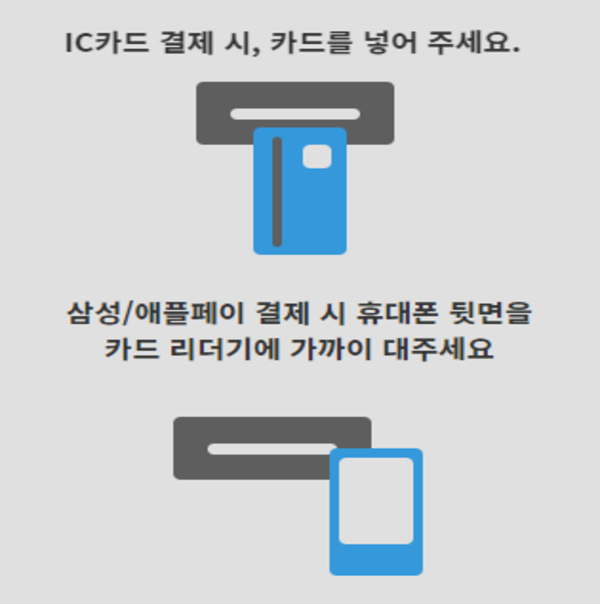 IC카드 결제 시, 카드를 넣어 주세요.
삼성/애플페이 결제 시 휴대폰 뒷면을
카드 리더기에 가까이 대주세요